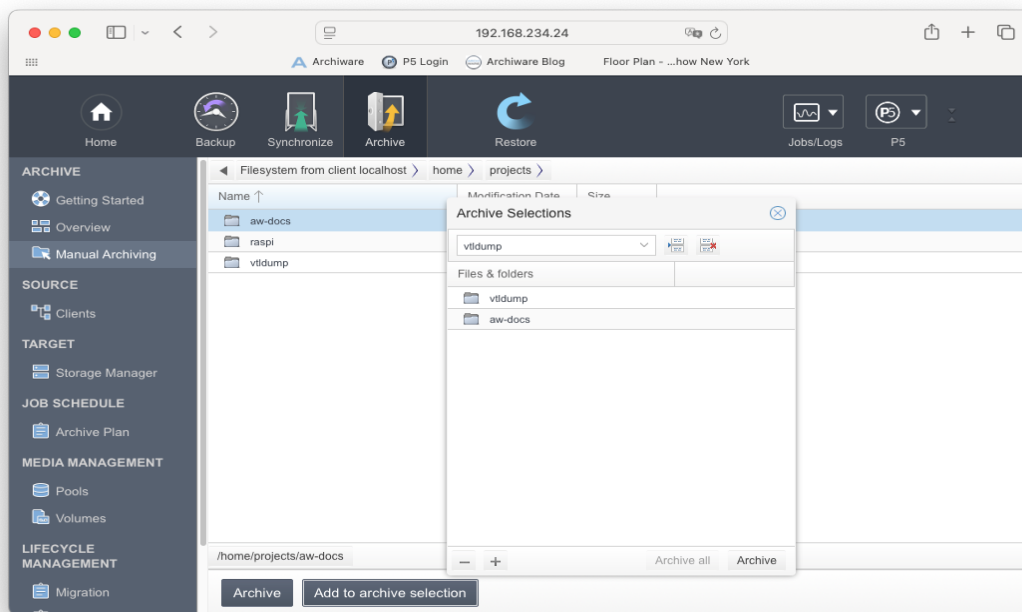 192.168.234.24
Archiware
P5 Login
Archiware Blog
Floor Plan - ...how New York
Home
Backup
Synchronize
Archive
Restore
Jobs/Logs
P5
P5
ARCHIVE
Getting Started
Overview
Manual Archiving
SOURCE
Clients
TARGET
Storage Manager
JOB SCHEDULE
Archive Plan
MEDIA MANAGEMENT
Pools
Volumes
LIFECYCLE
MANAGEMENT
Migration
Filesystem from client localhost
home
projects
Name
Modification Date
Size
aw-docs
raspi
vtldump
Archive Selections
vtldump
Files & folders
vtldump
aw-docs
Archive all
Archive
/home/projects/aw-docs
Archive
Add to archive selection